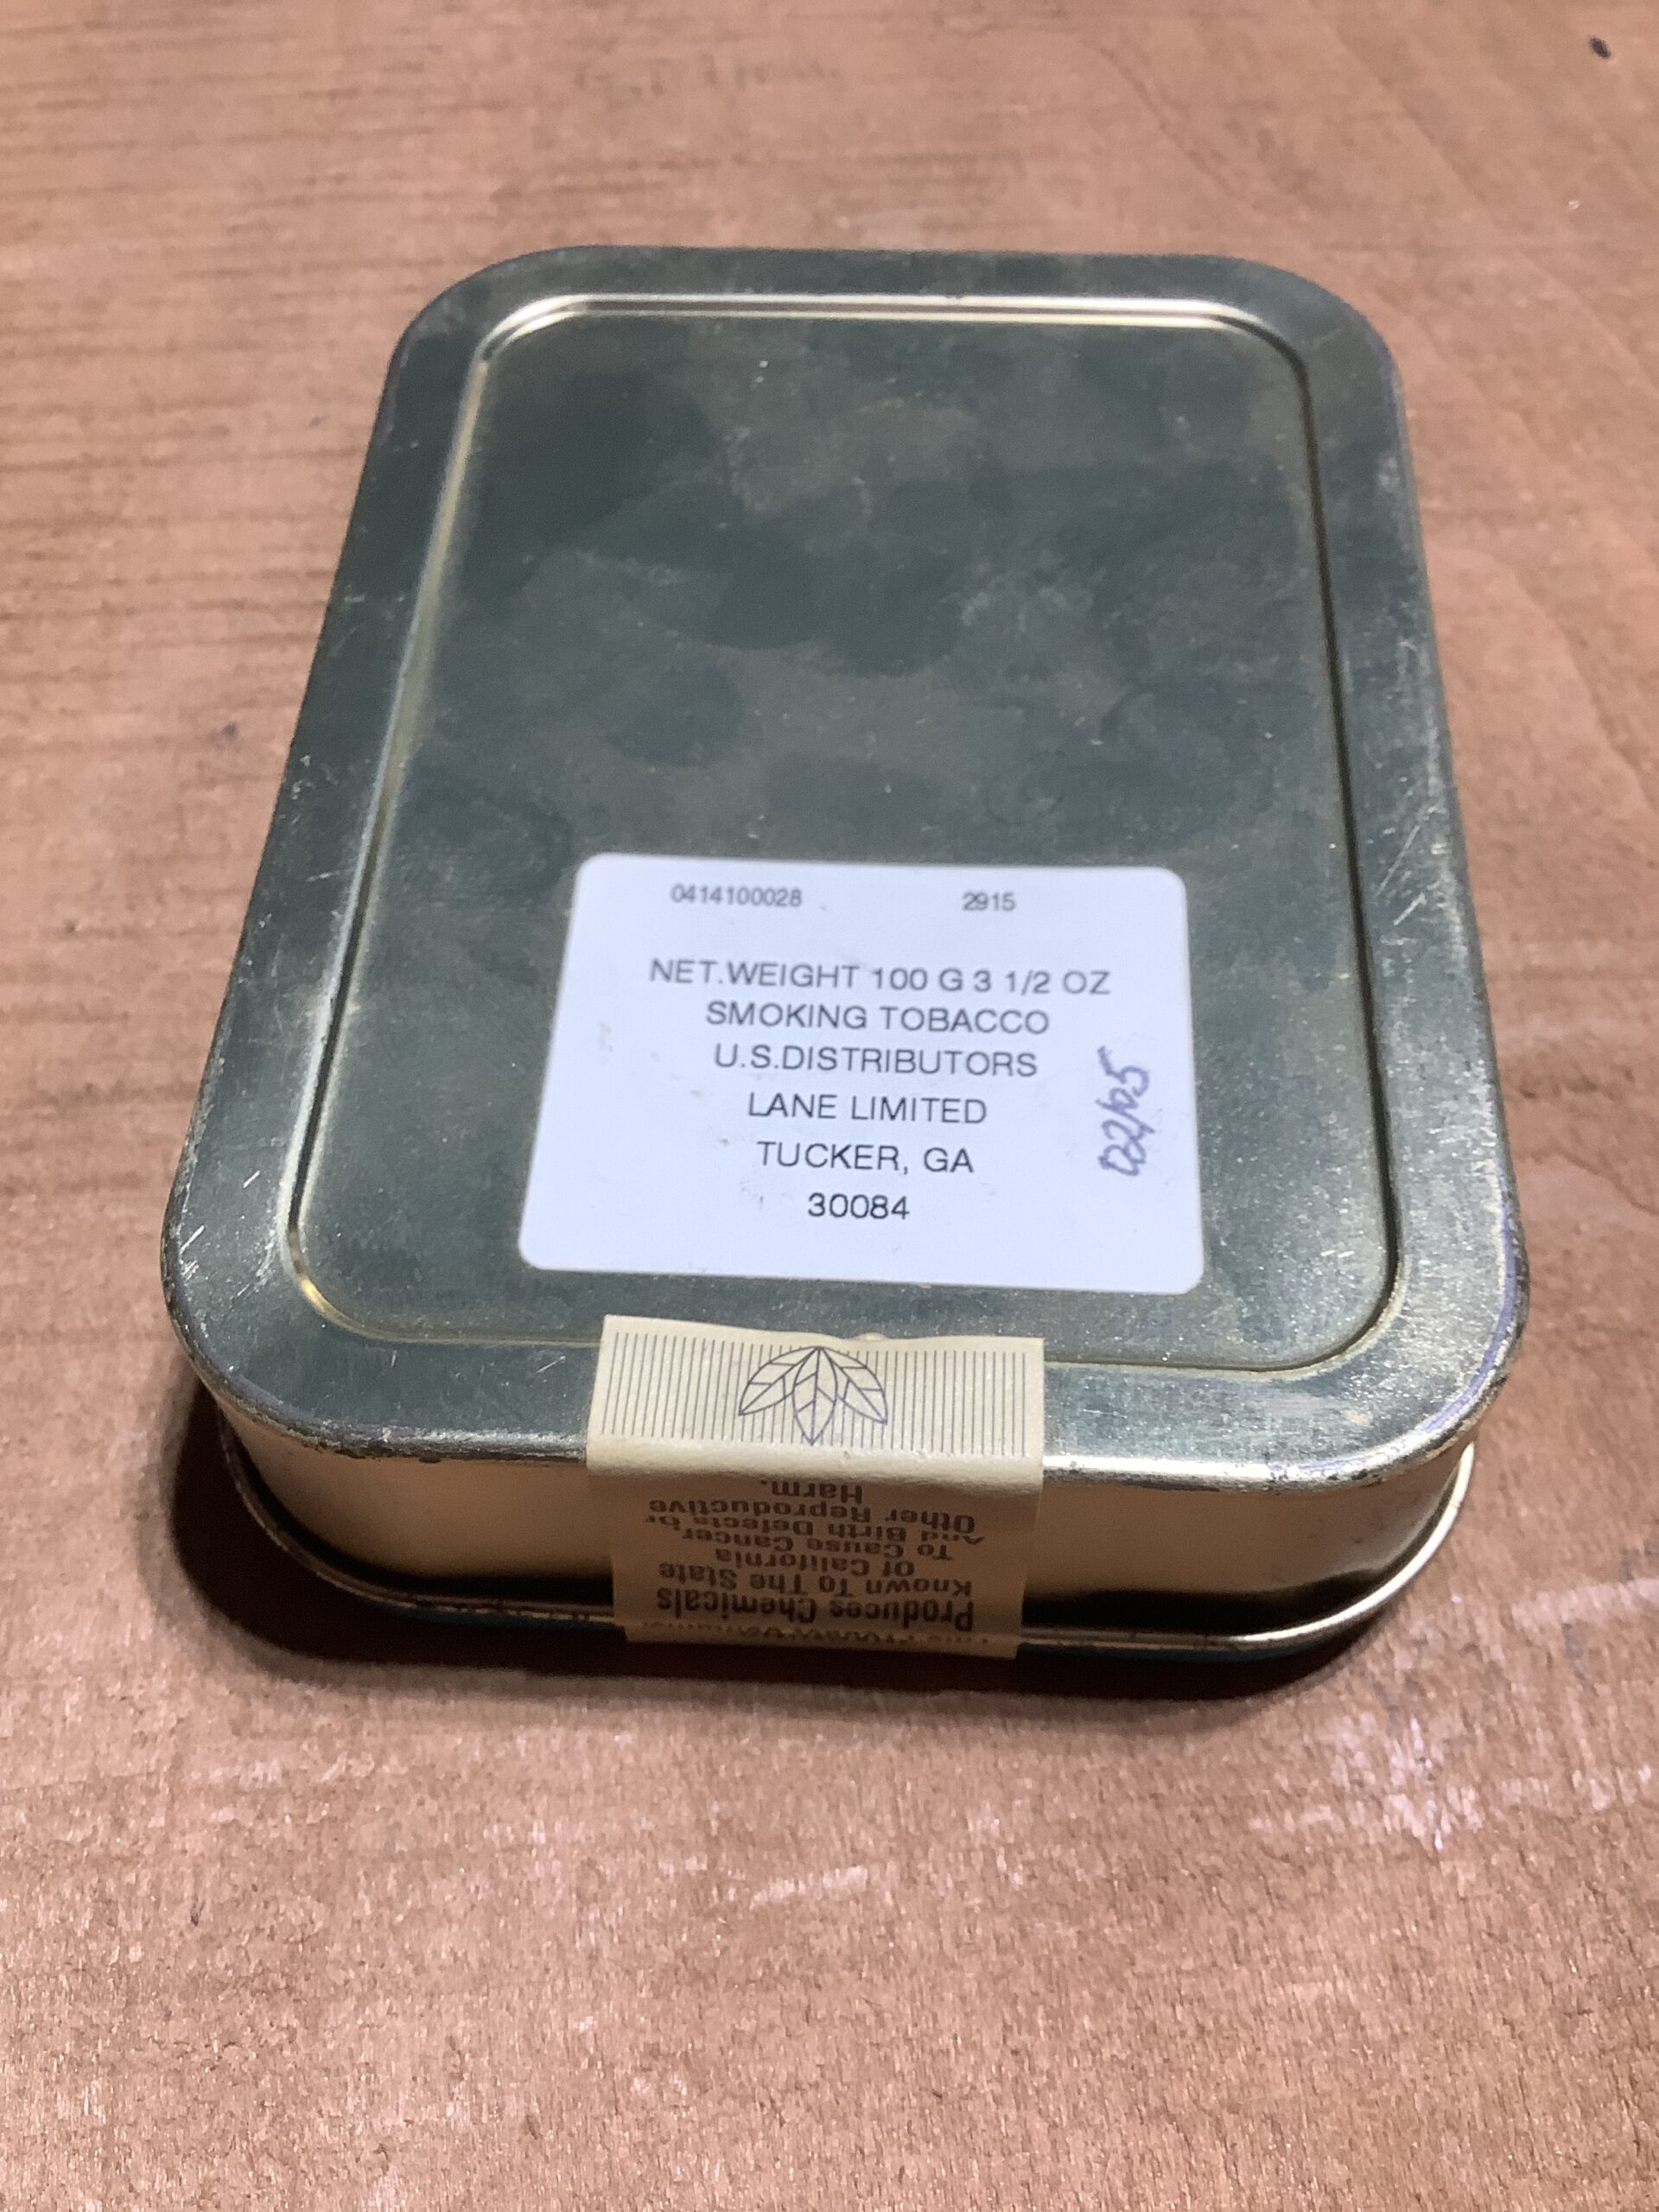 0414100028 2915
NET.WEIGHT 100 G 3 1/2 OZ
SMOKING TOBACCO
U.S.DISTRIBUTORS
LANE LIMITED
TUCKER, GA
30084
02/05
Produces Chemicals
Known To The State
Of California
To Cause Cancer,
And Birth Defects or
Other Reproductive
Harm.